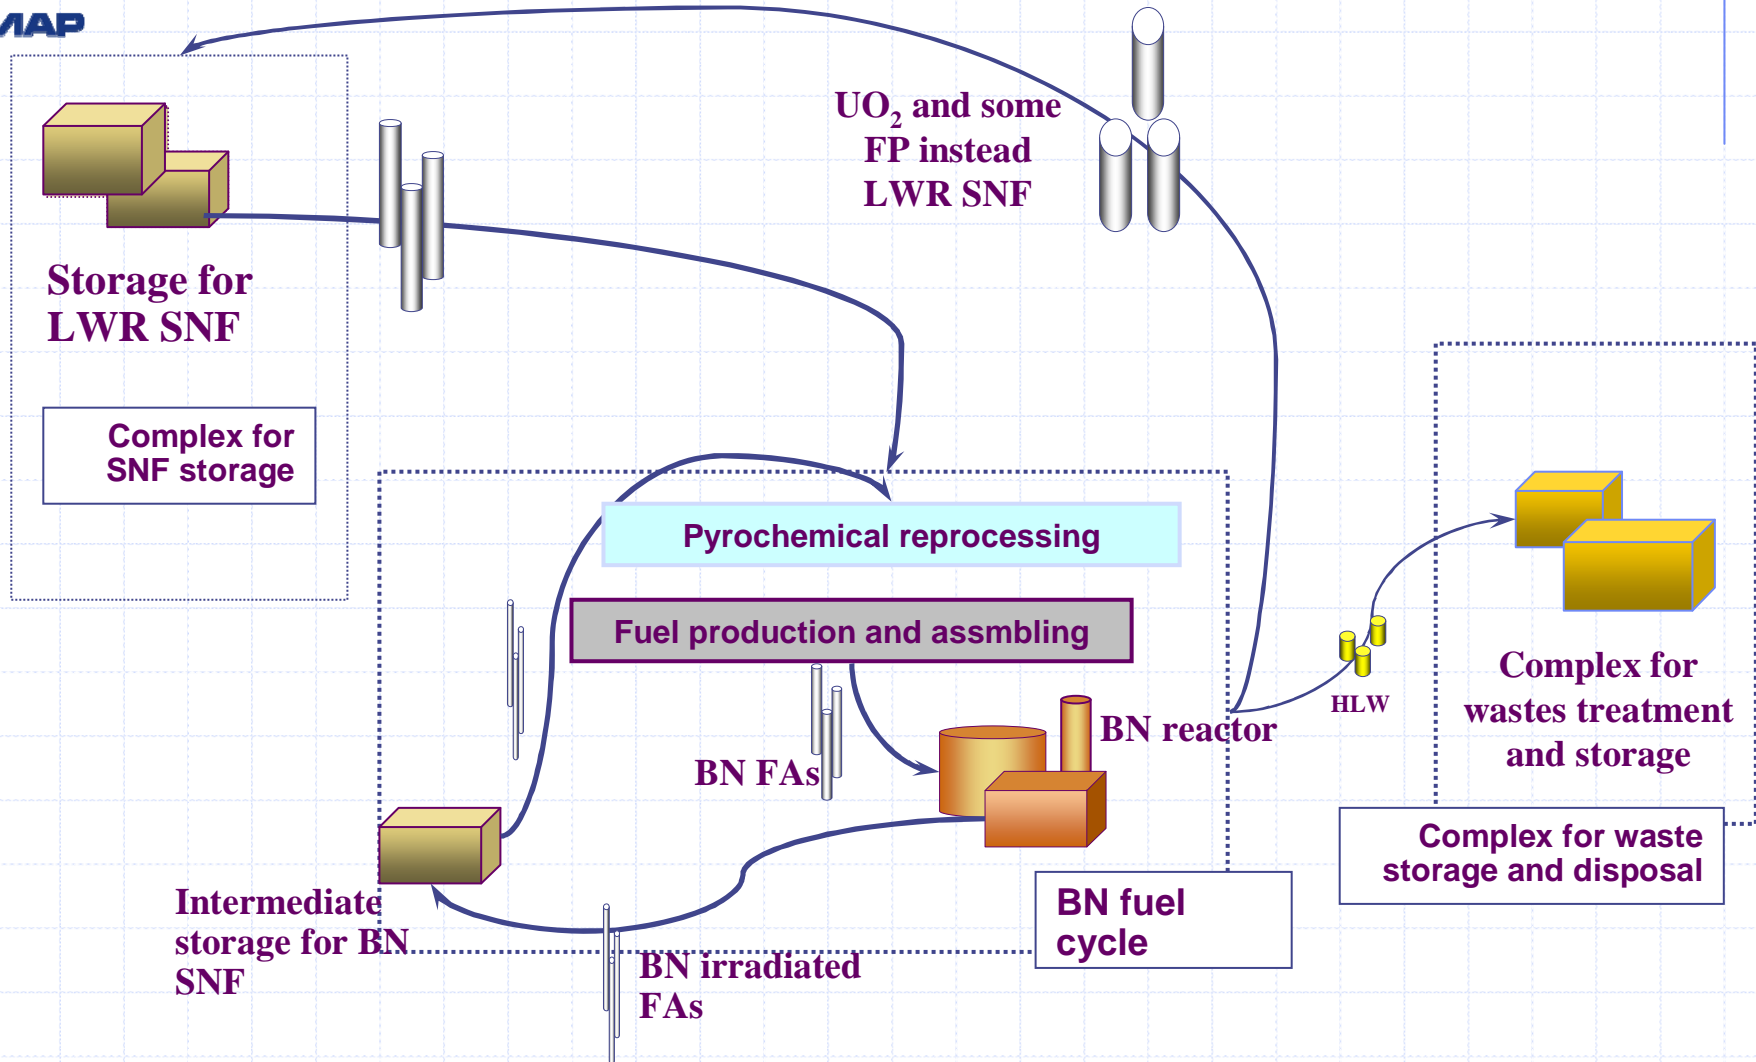 UO₂ and some
FP instead
LWR SNF
Storage for
LWR SNF
Complex for
SNF storage
Pyrochemical reprocessing
Fuel production and assmbling
BN FAs
BN reactor
HLW
Complex for
wastes treatment
and storage
Complex for waste
storage and disposal
Intermediate
storage for BN
SNF
BN irradiated
FAs
BN fuel
cycle